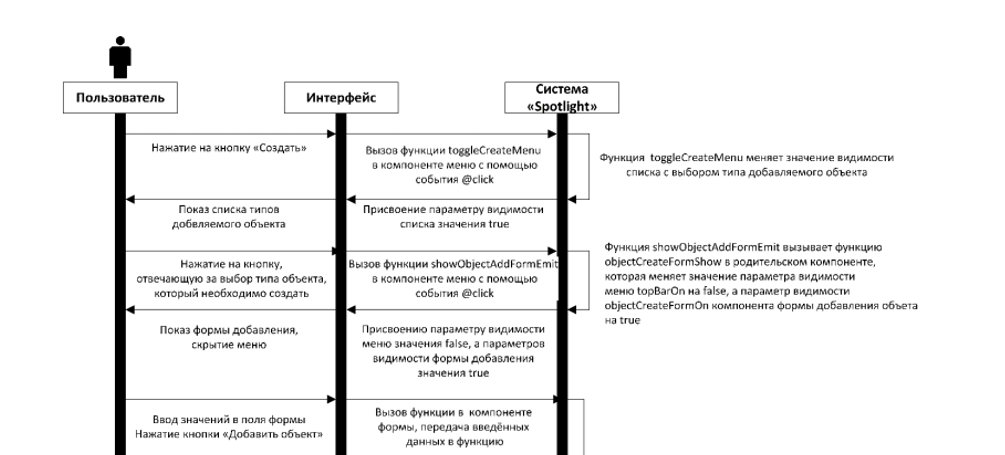 Пользователь
Интерфейс
Система
«Spotlight»
Нажатие на кнопку «Создать»
Вызов функции toggleCreateMenu
в компоненте меню с помощью
события @click
Функция toggleCreateMenu меняет значение видимости
списка с выбором типа добавляемого объекта
Показ списка типов
добвляемого объекта
Присвоение параметру видимости
списка значения true
Нажатие на кнопку,
отвечающую за выбор типа объекта,
который необходимо создать
Вызов функции showObjectAddFormEmit
в компоненте меню с помощью
события @click
Функция showObjectAddFormEmit вызывает функцию
objectCreateFormShow в родительском компоненте,
которая меняет значение параметра видимости
меню topBarOn на false, а параметр видимости
objectCreateFormOn компонента формы добавления объета
на true
Показ формы добавления,
скрытие меню
Присвоению параметру видимости
меню значения false, а параметров
видимости формы добавления
значения true
Ввод значений в поля формы
Нажатие кнопки «Добавить объект»
Вызов функции в компоненте
формы, передача введённых
данных в функцию